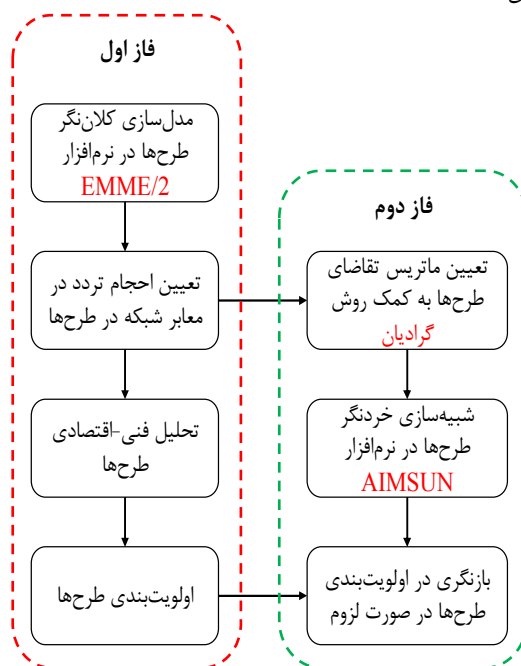 فاز اول
مدل‌سازی کلان‌نگر
طرح‌ها در نرم‌افزار
EMME/2
تعیین احجام تردد در
معابر شبکه در طرح‌ها
تحلیل فنی-اقتصادی
طرح‌ها
اولویت‌بندی طرح‌ها
فاز دوم
تعیین ماتریس تقاضای
طرح‌ها به کمک روش
گرادیان
شبیه‌سازی خردنگر
طرح‌ها در نرم‌افزار
AIMSUN
بازنگری در اولویت‌بندی
طرح‌ها در صورت لزوم